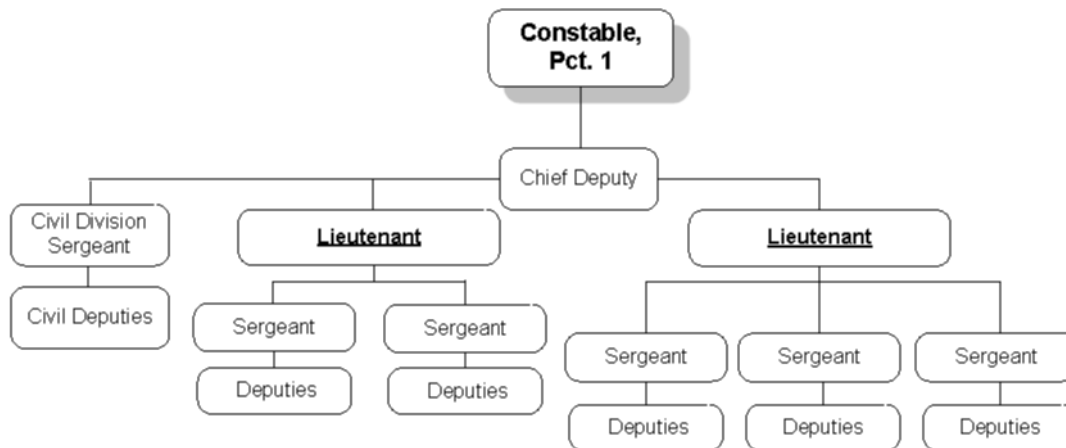 Constable,
Pct. 1
Chief Deputy
Civil Division
Sergeant
Lieutenant
Lieutenant
Civil Deputies
Sergeant
Sergeant
Sergeant
Sergeant
Sergeant
Deputies
Deputies
Deputies
Deputies
Deputies